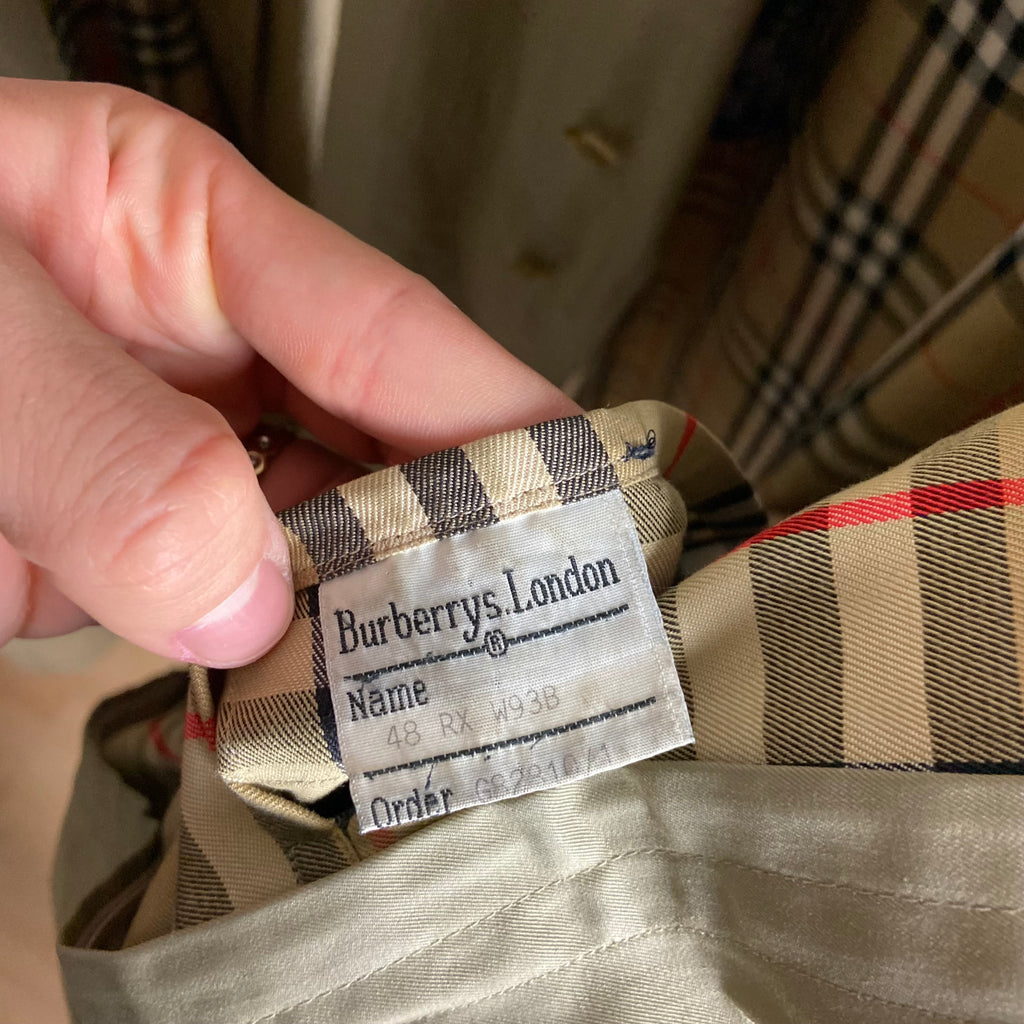 Burberrys.London
®
Name
48 RX W93B
Order